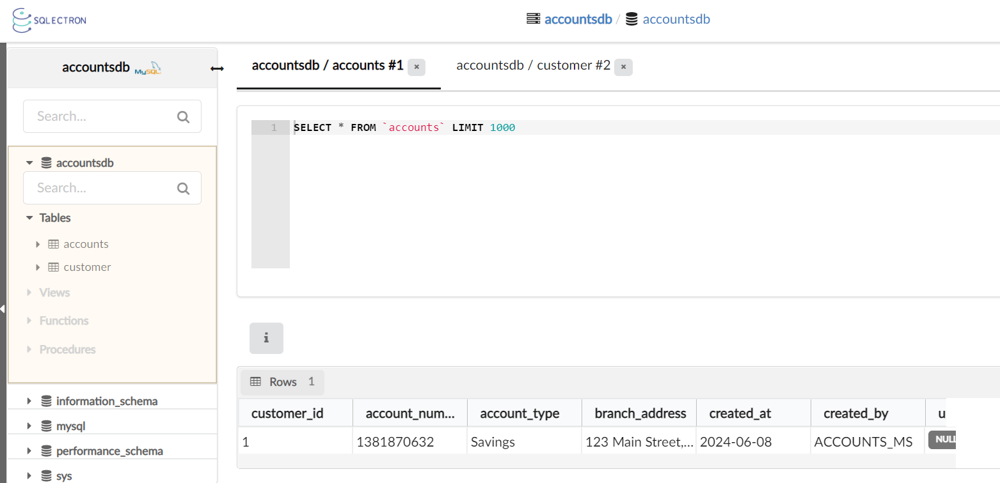 SQLECTRON
accountsdb / accountsdb
accountsdb MySQL
accountsdb / accounts #1 ×
accountsdb / customer #2 ×
Search...
1 SELECT * FROM `accounts` LIMIT 1000
accountsdb
Search...
Tables
accounts
customer
Views
Functions
Procedures
information_schema
mysql
performance_schema
sys
i
Rows 1
customer_id account_num... account_type branch_address created_at created_by u
1 1381870632 Savings 123 Main Street,... 2024-06-08 ACCOUNTS_MS NULL